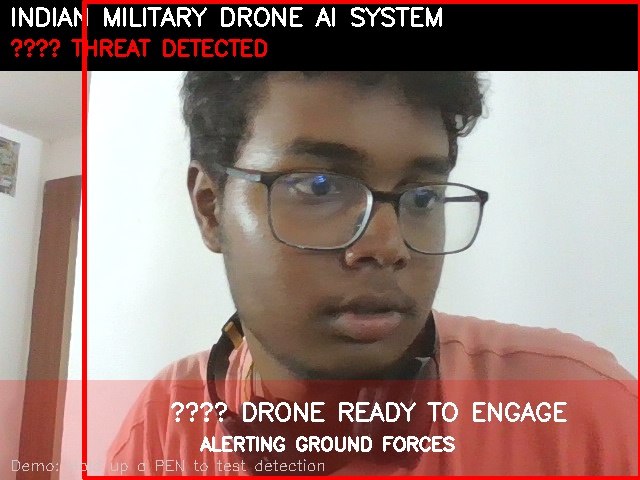 INDIAN MILITARY DRONE AI SYSTEM
???? THREAT DETECTED
???? DRONE READY TO ENGAGE
ALERTING GROUND FORCES
Demo: up a PEN to test detection